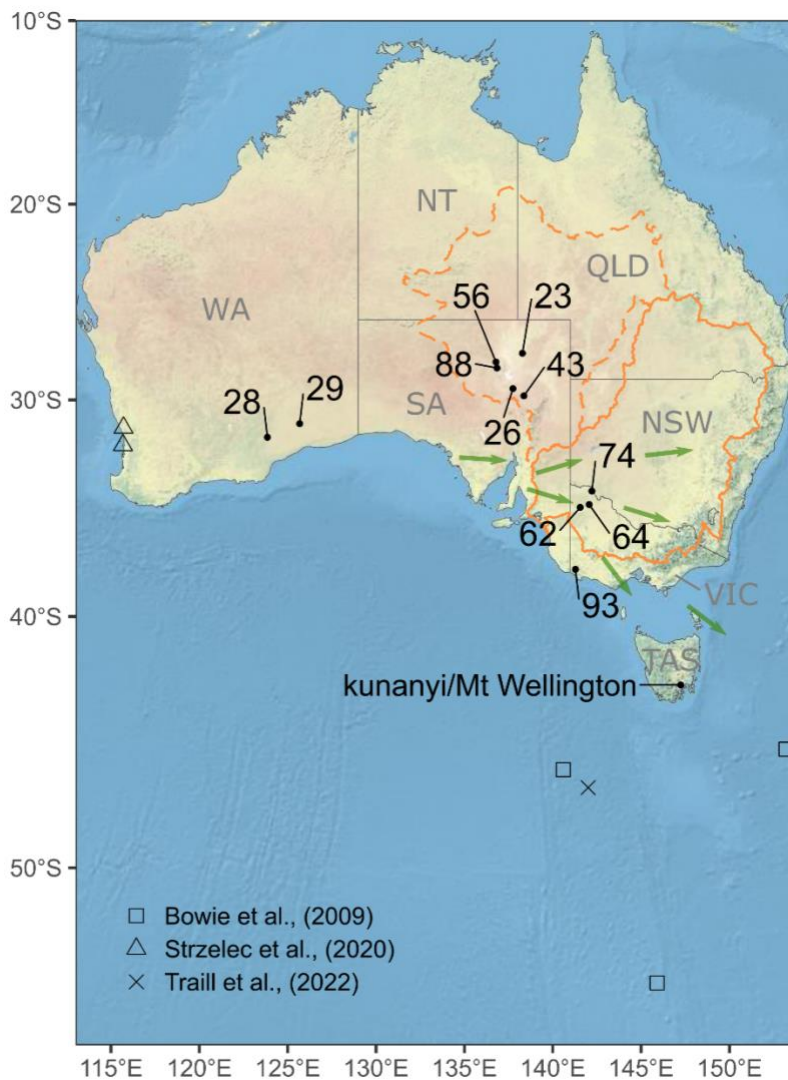 10°S
20°S
30°S
40°S
50°S
NT
QLD
WA
56
23
88
43
28
29
SA
26
NSW
74
62
64
93
VIC
TAS
kunanyi/Mt Wellington
Bowie et al., (2009)
Strzelec et al., (2020)
Traill et al., (2022)
115°E 120°E 125°E 130°E 135°E 140°E 145°E 150°E